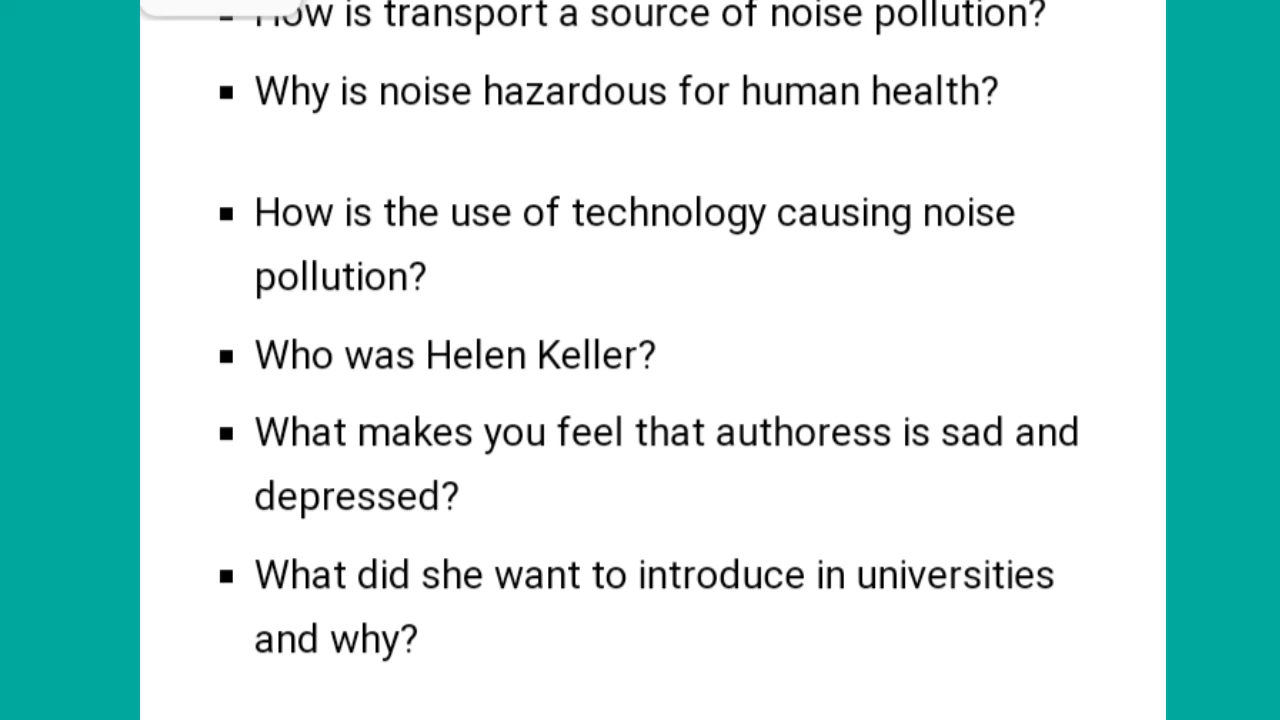 How is transport a source of noise pollution?
▪ Why is noise hazardous for human health?
▪ How is the use of technology causing noise
pollution?
▪ Who was Helen Keller?
▪ What makes you feel that authoress is sad and
depressed?
▪ What did she want to introduce in universities
and why?